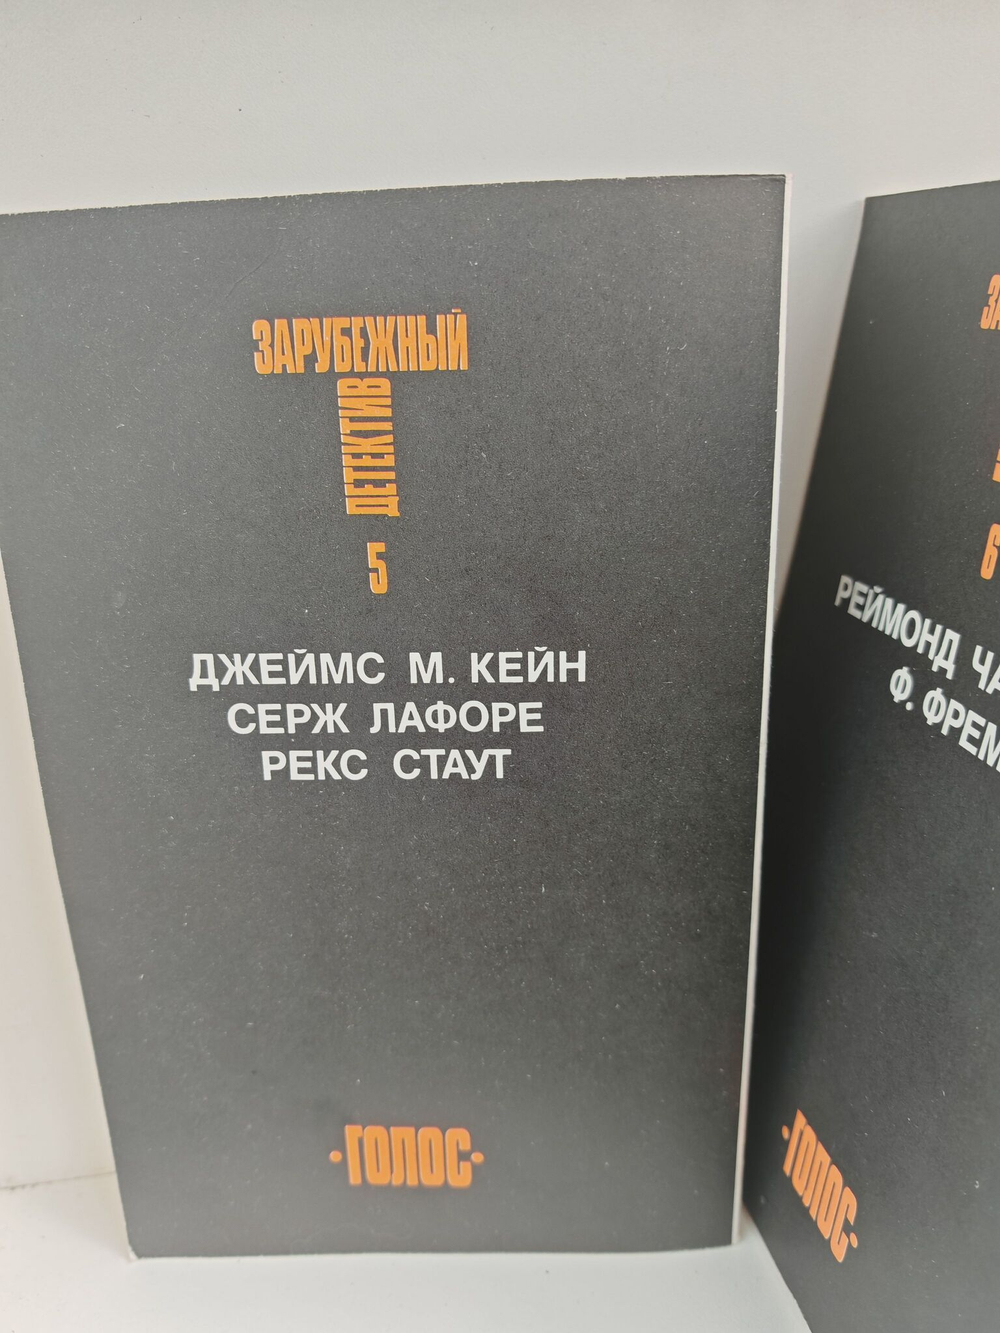 ЗАРУБЕЖНЫЙ
ДЕТЕКТИВ
5
ДЖЕЙМС М. КЕЙН
СЕРЖ ЛАФОРЕ
РЕКС СТАУТ
·ГОЛОС·
6
РЕЙМОНД
Ф.
·ГОЛОС·